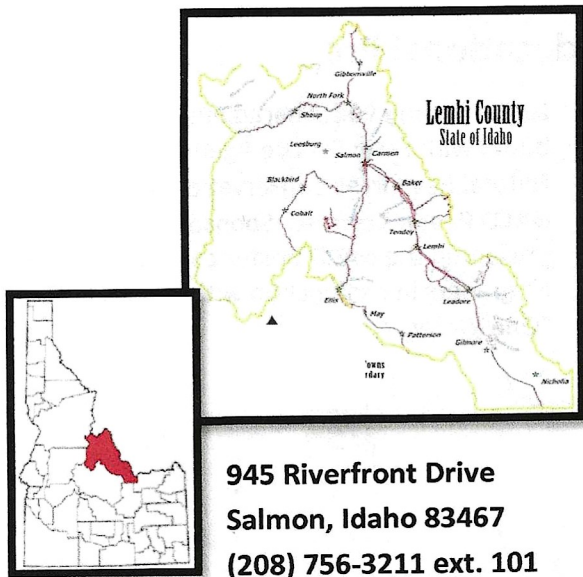 Lemhi County
State of Idaho
Gibbonsville
North Fork
Shoup
Leesburg
Carmen
Salmon
Blackbird
Baker
Cobalt
Tendoy
Lemhi
Ellis
Leadore
May
Patterson
Gilmore
Nicholia
945 Riverfront Drive
Salmon, Idaho 83467
(208) 756-3211 ext. 101